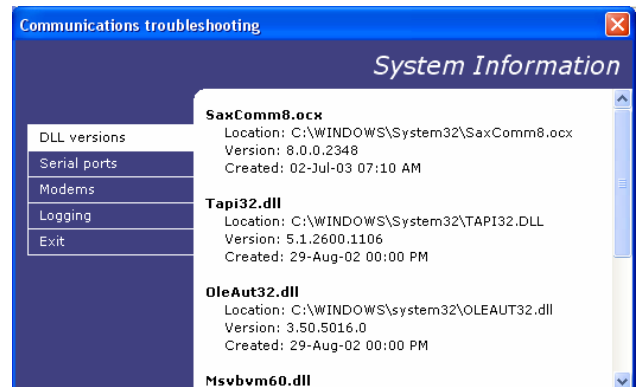 Communications troubleshooting
System Information
DLL versions
Serial ports
Modems
Logging
Exit
SaxComm8.ocx
Location: C:\WINDOWS\System32\SaxComm8.ocx
Version: 8.0.0.2348
Created: 02-Jul-03 07:10 AM
Tapi32.dll
Location: C:\WINDOWS\System32\TAPI32.DLL
Version: 5.1.2600.1106
Created: 29-Aug-02 00:00 PM
OleAut32.dll
Location: C:\WINDOWS\system32\OLEAUT32.dll
Version: 3.50.5016.0
Created: 29-Aug-02 00:00 PM
Msvbvm60.dll